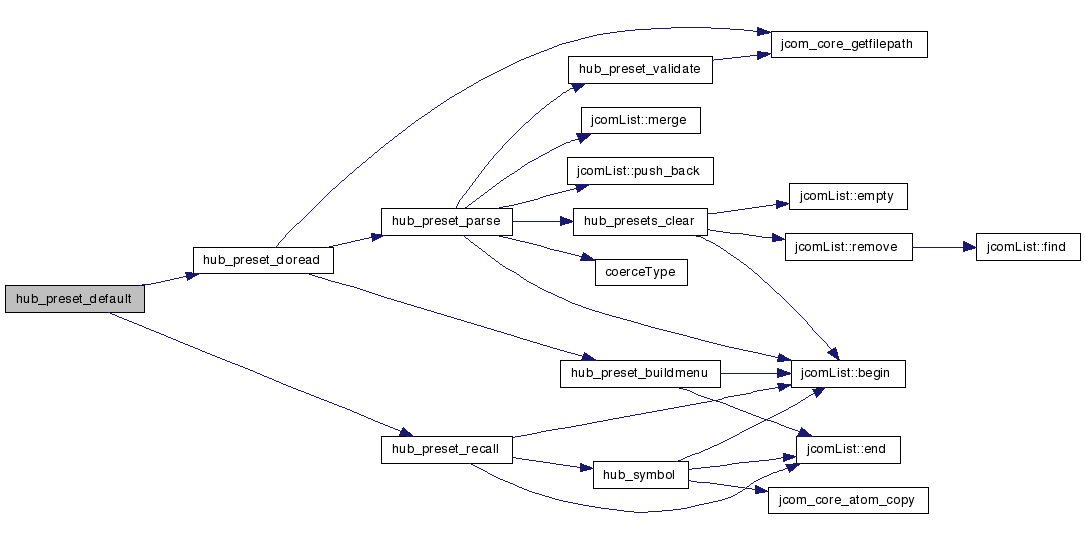 jcom_core_getfilepath
hub_preset_validate
jcomList::merge
jcomList::push_back
jcomList::empty
hub_preset_parse
hub_presets_clear
jcomList::remove
jcomList::find
hub_preset_doread
coerceType
hub_preset_default
hub_preset_buildmenu
jcomList::begin
hub_preset_recall
jcomList::end
hub_symbol
jcom_core_atom_copy